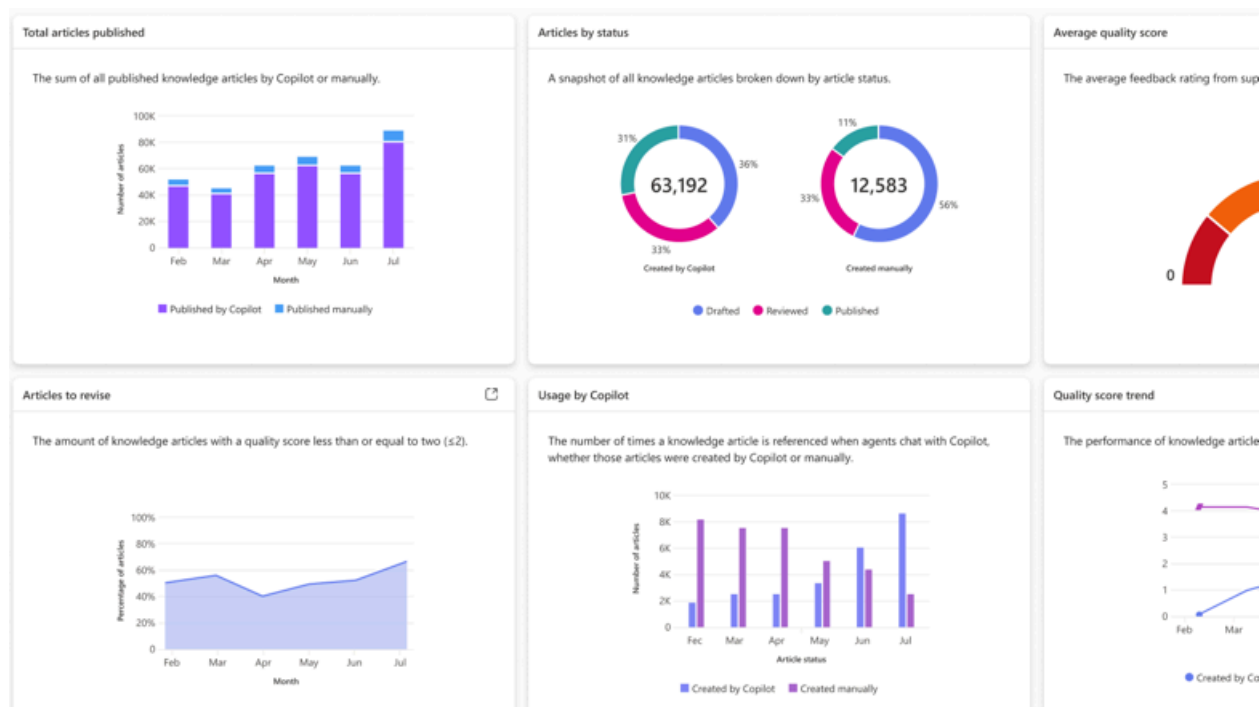 Total articles published
The sum of all published knowledge articles by Copilot or manually.
100K
80K
60K
40K
20K
0
Number of articles
Feb Mar Apr May Jun Jul
Month
Published by Copilot Published manually
Articles by status
A snapshot of all knowledge articles broken down by article status.
31%
36%
33%
63,192
Created by Copilot
11%
33%
56%
12,583
Created manually
Drafted Reviewed Published
Average quality score
The average feedback rating from sup
0
Articles to revise
The amount of knowledge articles with a quality score less than or equal to two (≤2).
100%
80%
60%
40%
20%
0
Percentage of articles
Feb Mar Apr May Jun Jul
Month
Usage by Copilot
The number of times a knowledge article is referenced when agents chat with Copilot,
whether those articles were created by Copilot or manually.
10K
8K
6K
4K
2K
0
Number of articles
Fec Mar Apr May Jun Jul
Article status
Created by Copilot Created manually
Quality score trend
The performance of knowledge article
5
4
3
2
1
0
Feb Mar
Created by Co